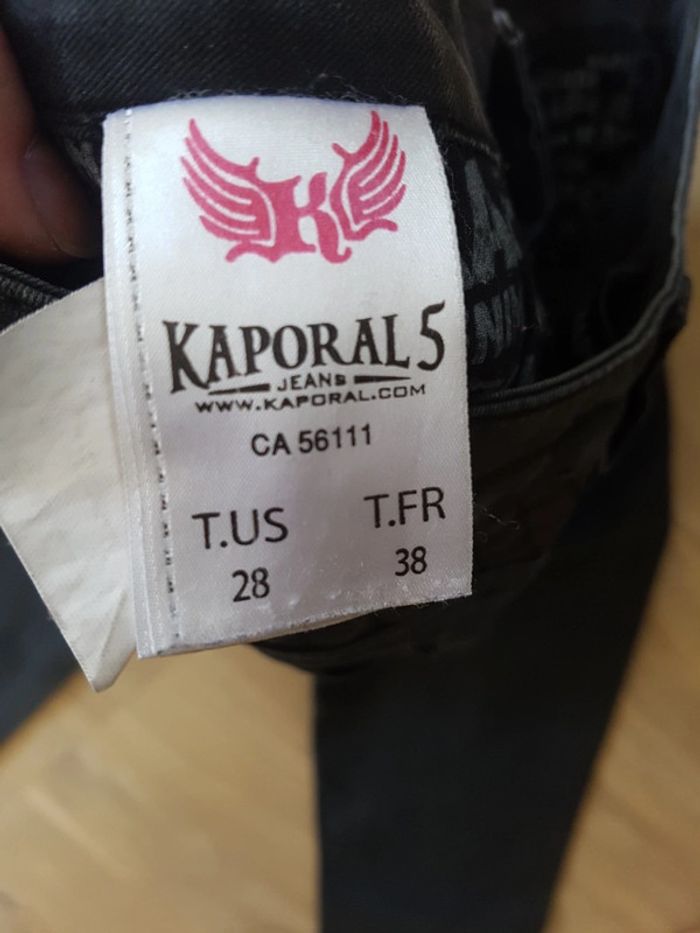 K
KAPORAL 5
JEANS
WWW.KAPORAL.COM
CA 56111
T.US T.FR
28 38